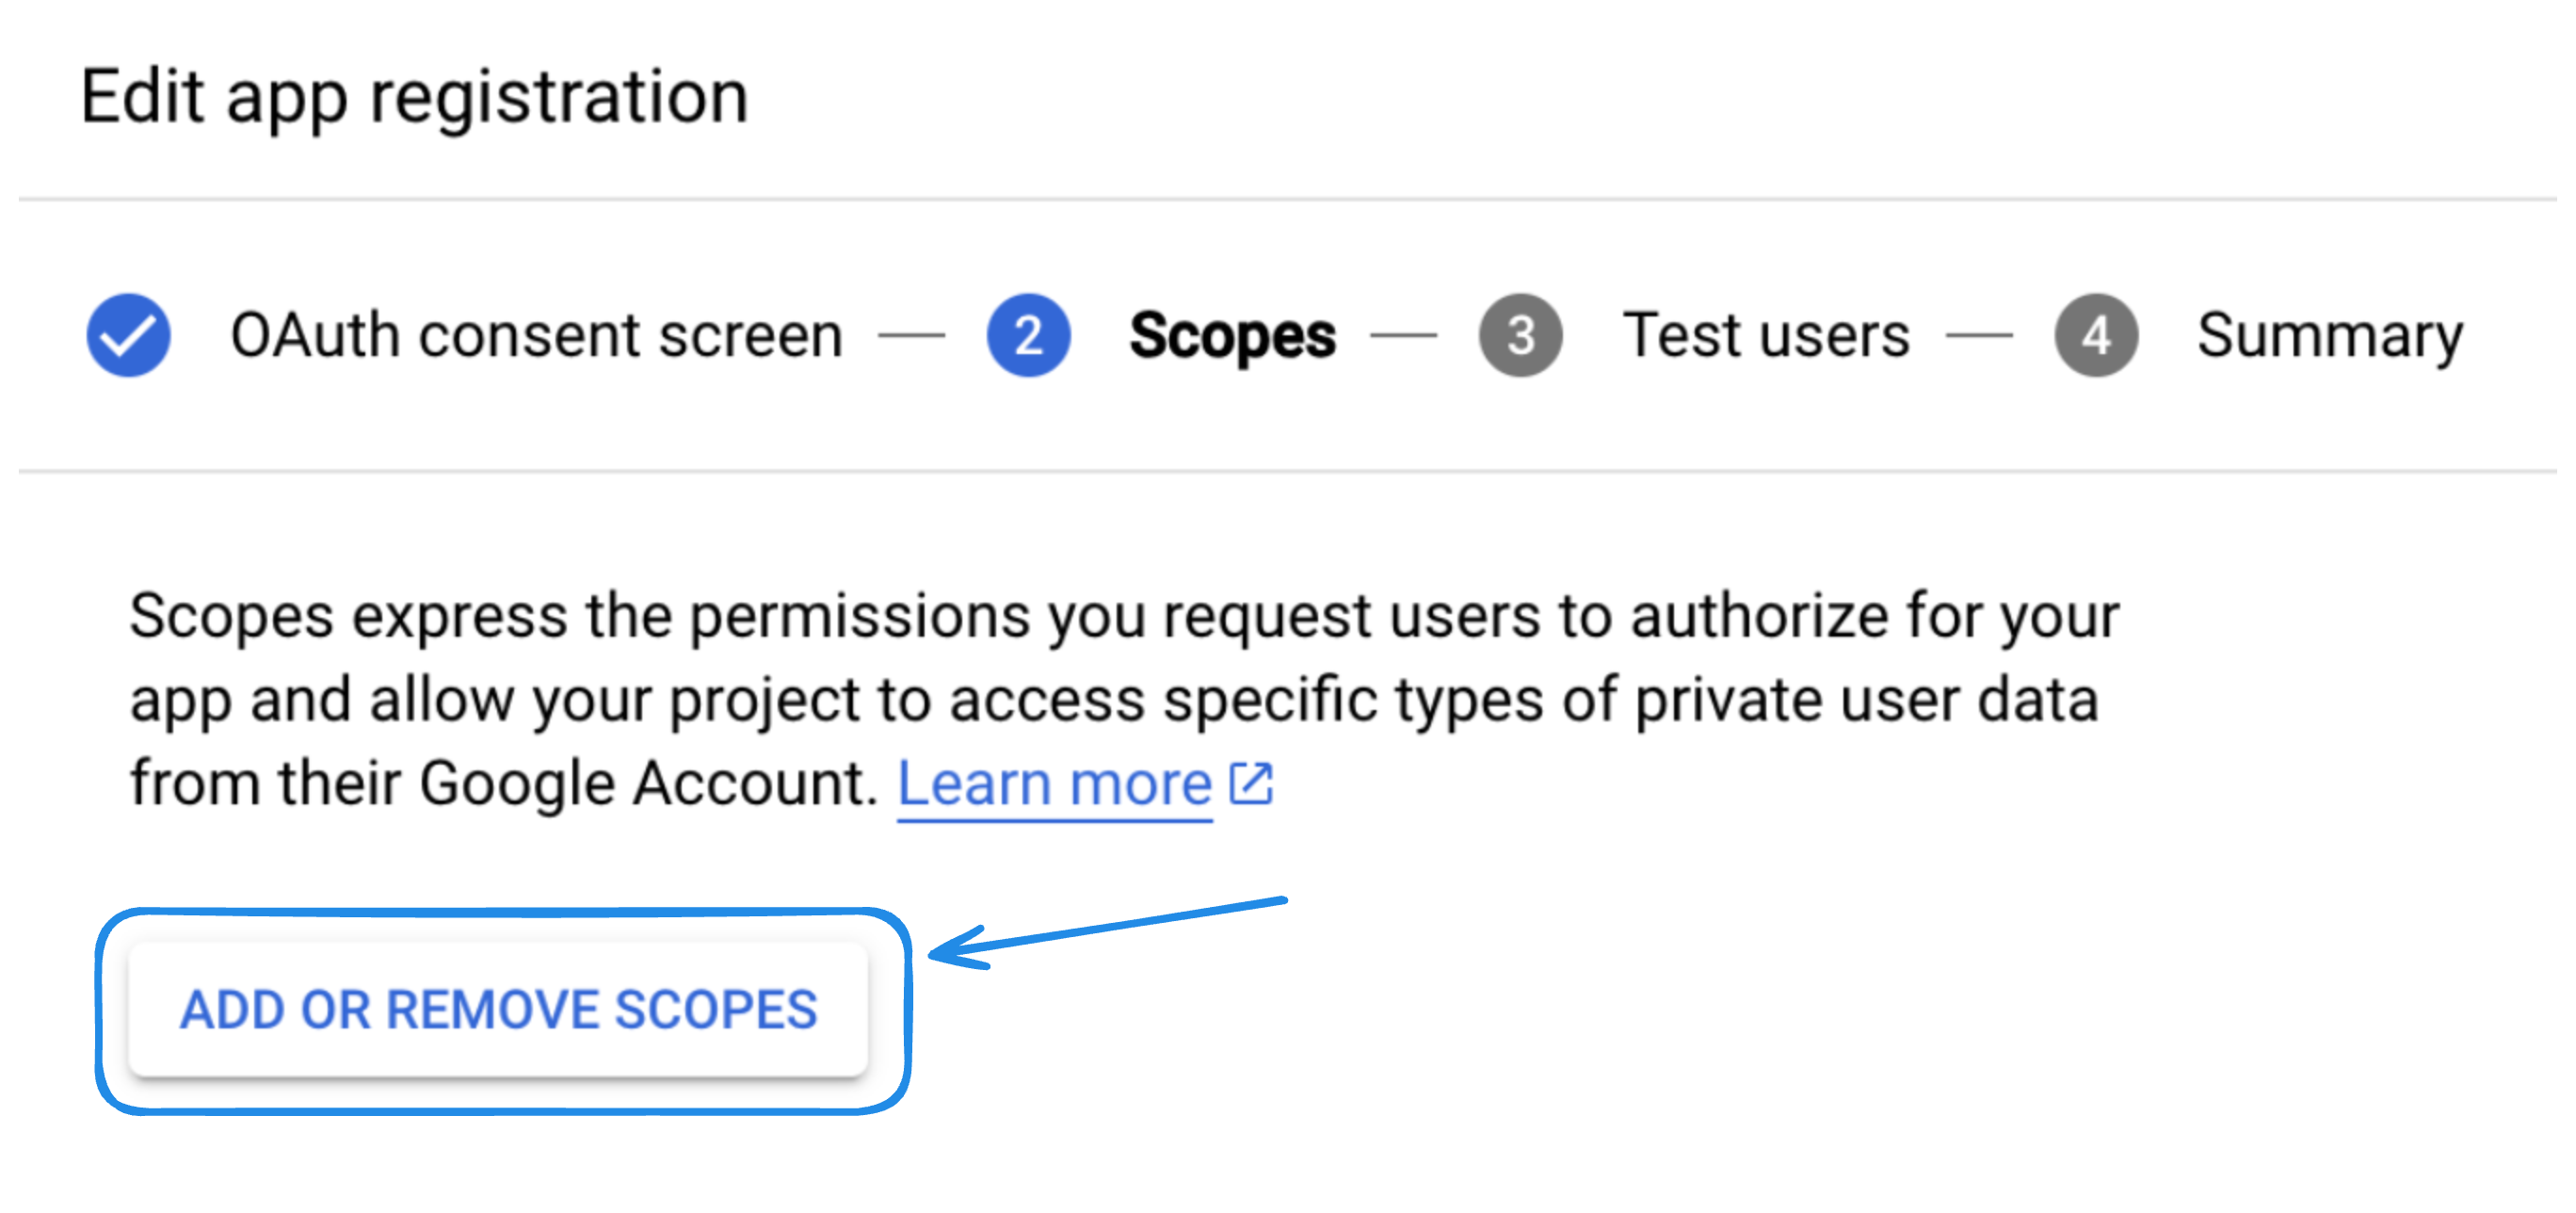 Edit app registration
OAuth consent screen — 2 Scopes — 3 Test users — 4 Summary
Scopes express the permissions you request users to authorize for your
app and allow your project to access specific types of private user data
from their Google Account. Learn more
ADD OR REMOVE SCOPES